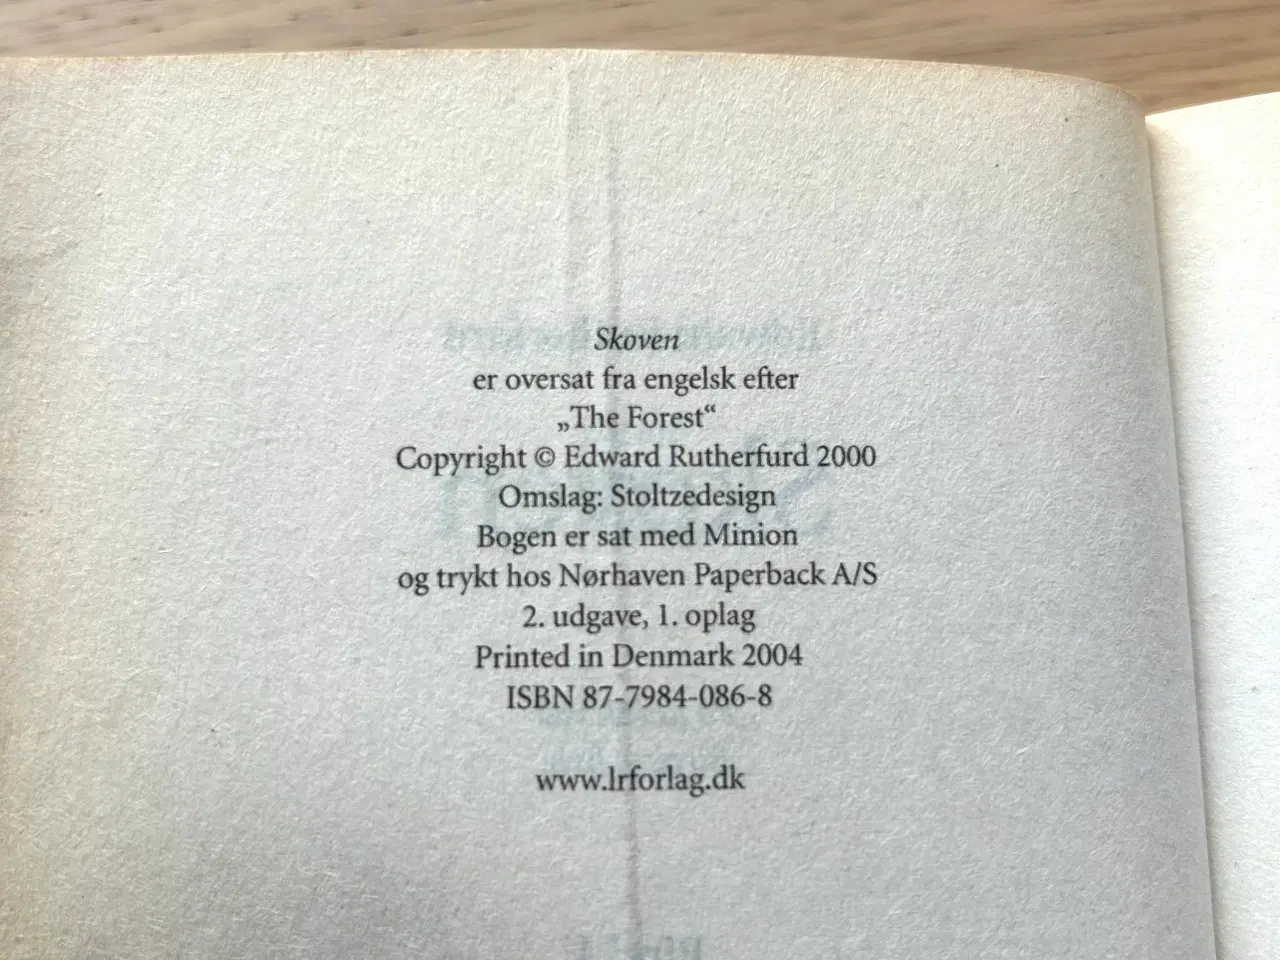 Skoven
er oversat fra engelsk efter
„The Forest“
Copyright © Edward Rutherfurd 2000
Omslag: Stoltzedesign
Bogen er sat med Minion
og trykt hos Nørhaven Paperback A/S
2. udgave, 1. oplag
Printed in Denmark 2004
ISBN 87-7984-086-8
www.lrforlag.dk